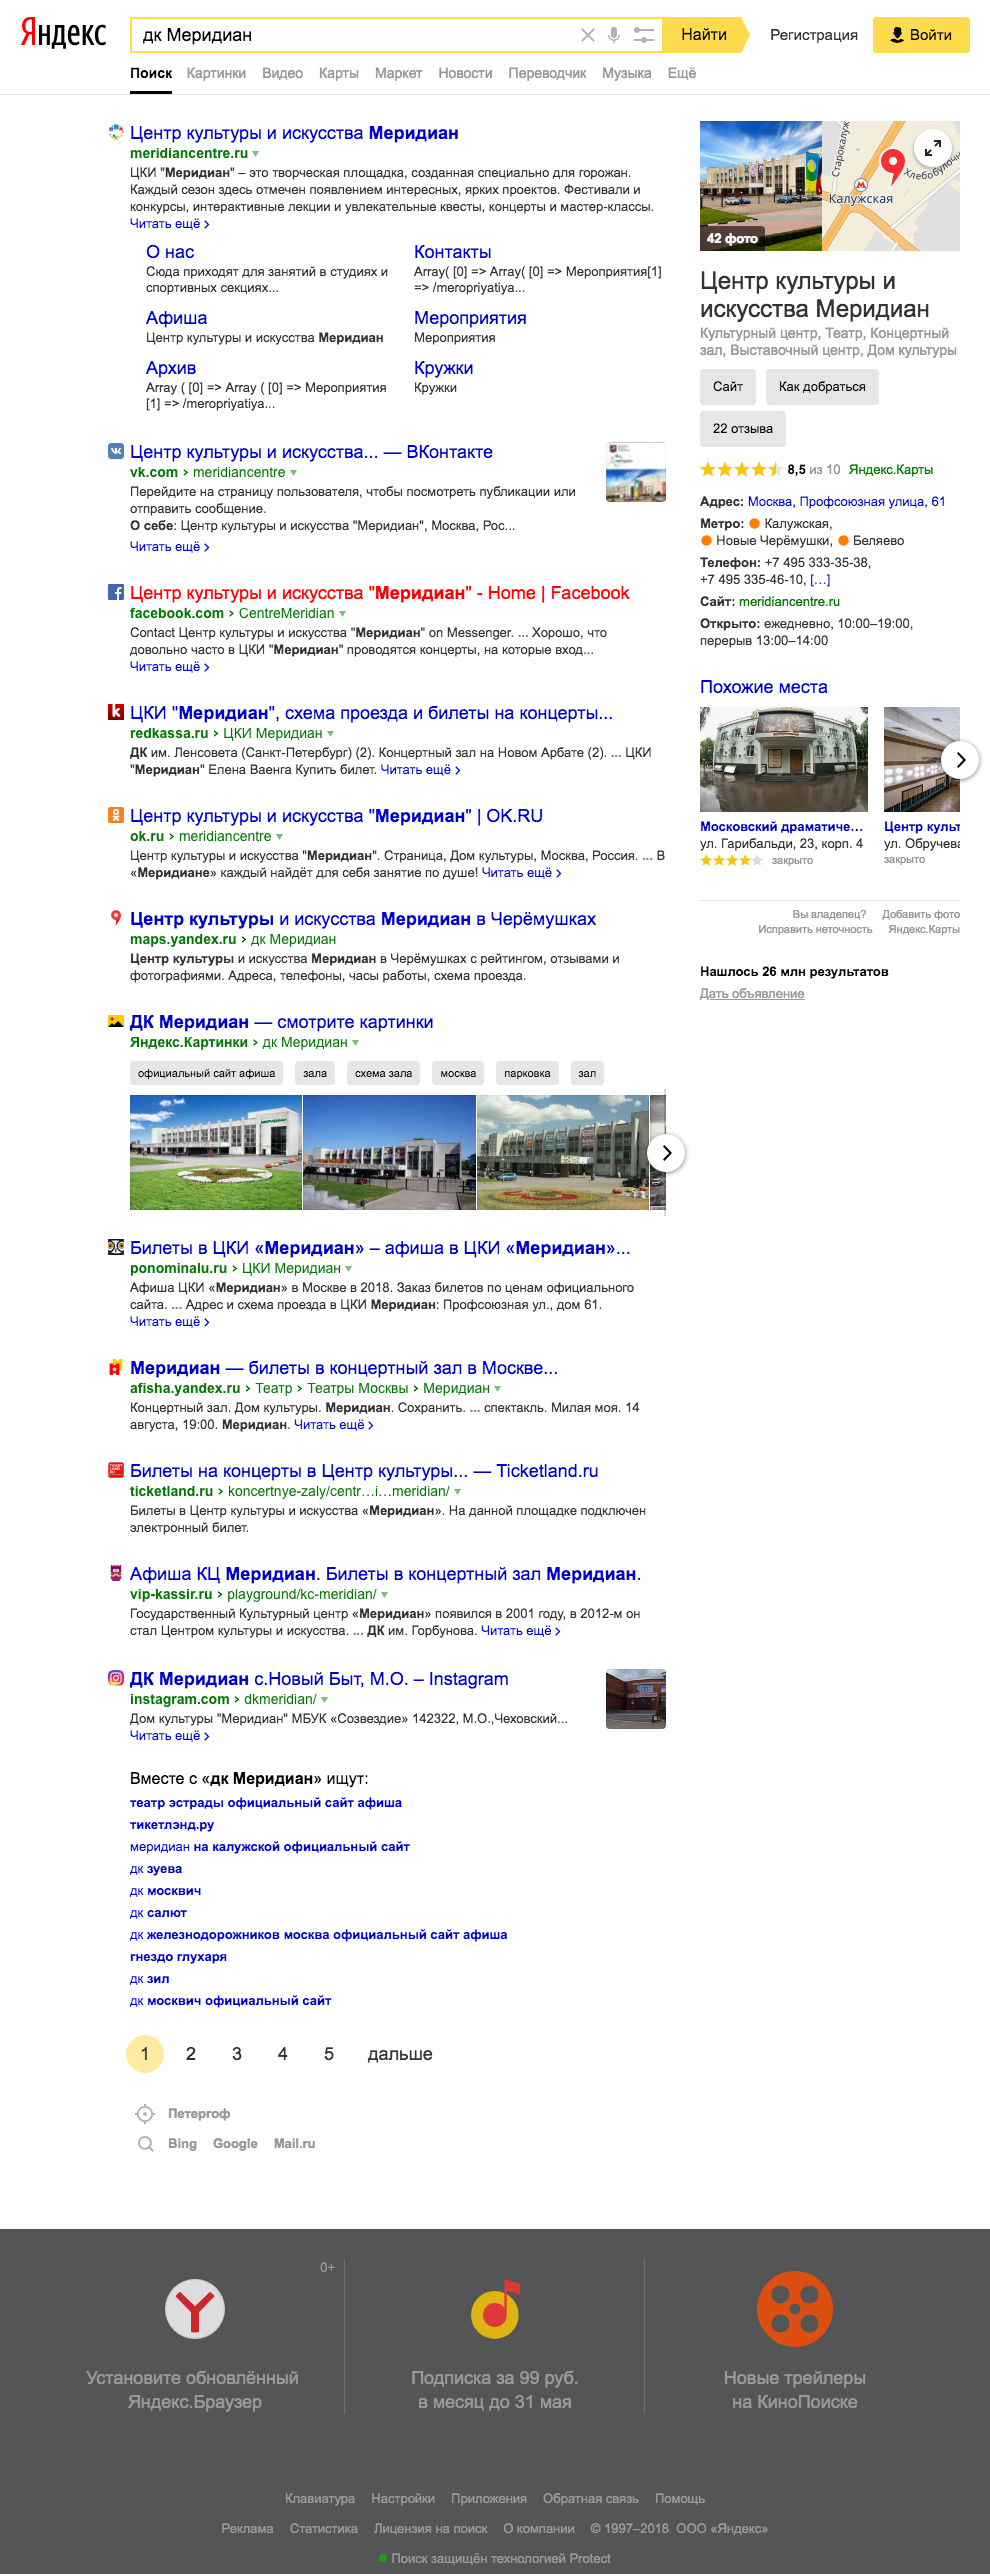 Яндекс
дк Меридиан
Найти
Регистрация
Войти
Поиск Картинки Видео Карты Маркет Новости Переводчик Музыка Ещё
Центр культуры и искусства Меридиан
meridiancentre.ru
ЦКИ "Меридиан" – это творческая площадка, созданная специально для горожан.
Каждый сезон здесь отмечен появлением интересных, ярких проектов. Фестивали и
конкурсы, интерактивные лекции и увлекательные квесты, концерты и мастер-классы.
Читать ещё ›
О нас
Сюда приходят для занятий в студиях и
спортивных секциях...
Контакты
Array( [0] => Array( [0] => Мероприятия[1]
=> /meropriyatiya...
Афиша
Центр культуры и искусства Меридиан
Мероприятия
Мероприятия
Архив
Array ( [0] => Array ( [0] => Мероприятия
[1] => /meropriyatiya...
Кружки
Кружки
Центр культуры и искусства... — ВКонтакте
vk.com › meridiancentre
Перейдите на страницу пользователя, чтобы посмотреть публикации или
отправить сообщение.
О себе: Центр культуры и искусства "Меридиан", Москва, Рос...
Читать ещё ›
Центр культуры и искусства "Меридиан" - Home | Facebook
facebook.com › CentreMeridian
Contact Центр культуры и искусства "Меридиан" on Messenger. ... Хорошо, что
довольно часто в ЦКИ "Меридиан" проводятся концерты, на которые вход...
Читать ещё ›
ЦКИ "Меридиан", схема проезда и билеты на концерты...
redkassa.ru › ЦКИ Меридиан
ДК им. Ленсовета (Санкт-Петербург) (2). Концертный зал на Новом Арбате (2). ... ЦКИ
"Меридиан" Елена Ваенга Купить билет. Читать ещё ›
Центр культуры и искусства "Меридиан" | OK.RU
ok.ru › meridiancentre
Центр культуры и искусства "Меридиан". Страница, Дом культуры, Москва, Россия. ... В
«Меридиане» каждый найдёт для себя занятие по душе! Читать ещё ›
Центр культуры и искусства Меридиан в Черёмушках
maps.yandex.ru › дк Меридиан
Центр культуры и искусства Меридиан в Черёмушках с рейтингом, отзывами и
фотографиями. Адреса, телефоны, часы работы, схема проезда.
ДК Меридиан — смотрите картинки
Яндекс.Картинки › дк Меридиан
официальный сайт афиша зала схема зала москва парковка зал
МЕРИДИАН
Билеты в ЦКИ «Меридиан» – афиша в ЦКИ «Меридиан»...
ponominalu.ru › ЦКИ Меридиан
Афиша ЦКИ «Меридиан» в Москве в 2018. Заказ билетов по ценам официального
сайта. ... Адрес и схема проезда в ЦКИ Меридиан: Профсоюзная ул., дом 61.
Читать ещё ›
Меридиан — билеты в концертный зал в Москве...
afisha.yandex.ru › Театр › Театры Москвы › Меридиан
Концертный зал. Дом культуры. Меридиан. Сохранить. ... спектакль. Милая моя. 14
августа, 19:00. Меридиан. Читать ещё ›
Билеты на концерты в Центр культуры... — Ticketland.ru
ticketland.ru › koncertnye-zaly/centr…i…meridian/
Билеты в Центр культуры и искусства «Меридиан». На данной площадке подключен
электронный билет.
Афиша КЦ Меридиан. Билеты в концертный зал Меридиан.
vip-kassir.ru › playground/kc-meridian/
Государственный Культурный центр «Меридиан» появился в 2001 году, в 2012-м он
стал Центром культуры и искусства. ... ДК им. Горбунова. Читать ещё ›
ДК Меридиан с.Новый Быт, М.О. – Instagram
instagram.com › dkmeridian/
Дом культуры "Меридиан" МБУК «Созвездие» 142322, М.О.,Чеховский...
Читать ещё ›
Вместе с «дк Меридиан» ищут:
театр эстрады официальный сайт афиша
тикетлэнд.ру
меридиан на калужской официальный сайт
дк зуева
дк москвич
дк салют
дк железнодорожников москва официальный сайт афиша
гнездо глухаря
дк зил
дк москвич официальный сайт
1 2 3 4 5 дальше
Петергоф
Bing Google Mail.ru
42 фото
Старокалуж
Хлебобулочн
Калужская
Центр культуры и
искусства Меридиан
Культурный центр, Театр, Концертный
зал, Выставочный центр, Дом культуры
Сайт
Как добраться
22 отзыва
8,5 из 10 Яндекс.Карты
Адрес: Москва, Профсоюзная улица, 61
Метро: Калужская,
Новые Черёмушки, Беляево
Телефон: +7 495 333-35-38,
+7 495 335-46-10, [...]
Сайт: meridiancentre.ru
Открыто: ежедневно, 10:00–19:00,
перерыв 13:00–14:00
Похожие места
Московский драматиче...
ул. Гарибальди, 23, корп. 4
закрыто
Центр культ
ул. Обручева
закрыто
Вы владелец? Добавить фото
Исправить неточность Яндекс.Карты
Нашлось 26 млн результатов
Дать объявление
0+
Установите обновлённый
Яндекс.Браузер
Подписка за 99 руб.
в месяц до 31 мая
Новые трейлеры
на КиноПоиске
Клавиатура Настройки Приложения Обратная связь Помощь
Реклама Статистика Лицензия на поиск О компании © 1997–2018 ООО «Яндекс»
Поиск защищён технологией Protect